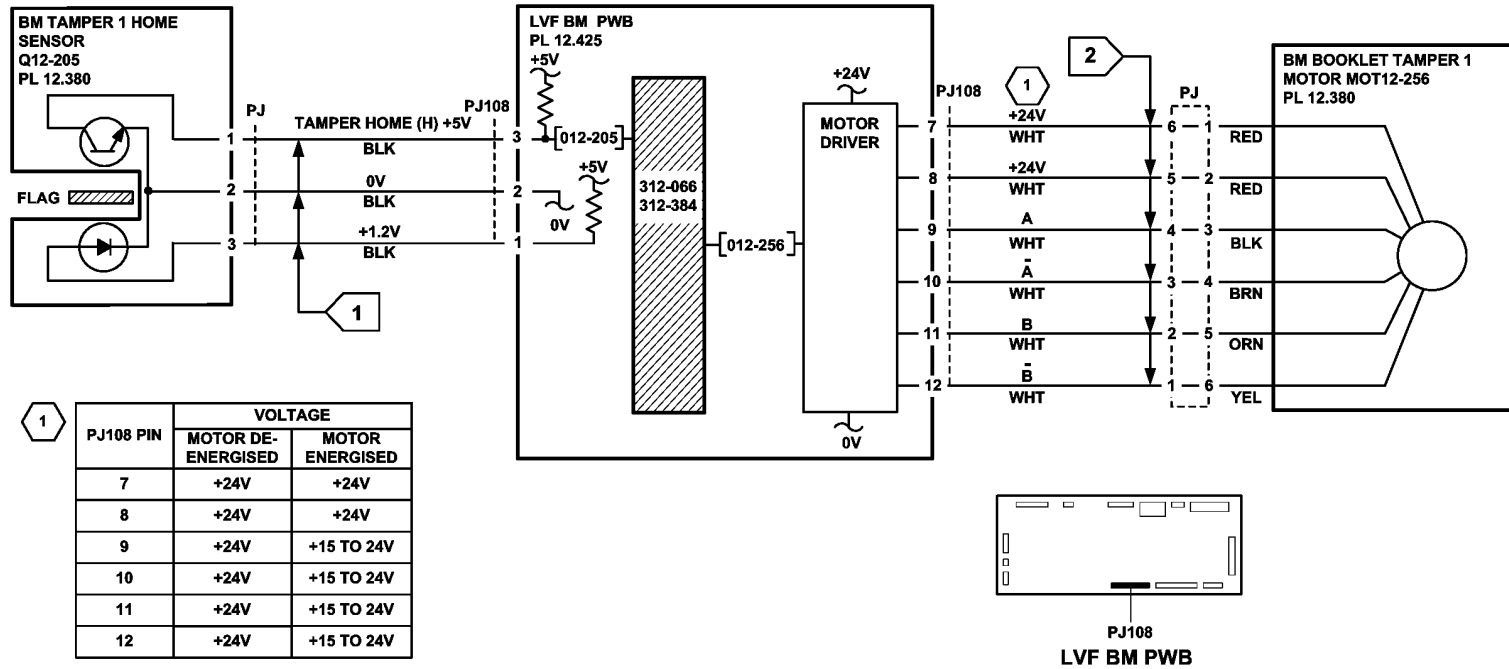 BM TAMPER 1 HOME
SENSOR
Q12-205
PL 12.380
FLAG
1
2
3
PJ
TAMPER HOME (H) +5V
BLK
0V
BLK
+1.2V
BLK
1
PJ108
3
2
1
LVF BM PWB
PL 12.425
+5V
[012-205]
+5V
0V
312-066
312-384
[012-256]
+24V
MOTOR
DRIVER
0V
7
8
9
10
11
12
PJ108
1
+24V
WHT
+24V
WHT
A
WHT
A̅
WHT
B
WHT
B̅
WHT
2
PJ
6 1
5 2
4 3
3 4
2 5
1 6
RED
RED
BLK
BRN
ORN
YEL
BM BOOKLET TAMPER 1
MOTOR MOT12-256
PL 12.380
1
PJ108 PIN VOLTAGE
MOTOR DE-
ENERGISED
MOTOR
ENERGISED
7 +24V +24V
8 +24V +24V
9 +24V +15 TO 24V
10 +24V +15 TO 24V
11 +24V +15 TO 24V
12 +24V +15 TO 24V
PJ108
LVF BM PWB